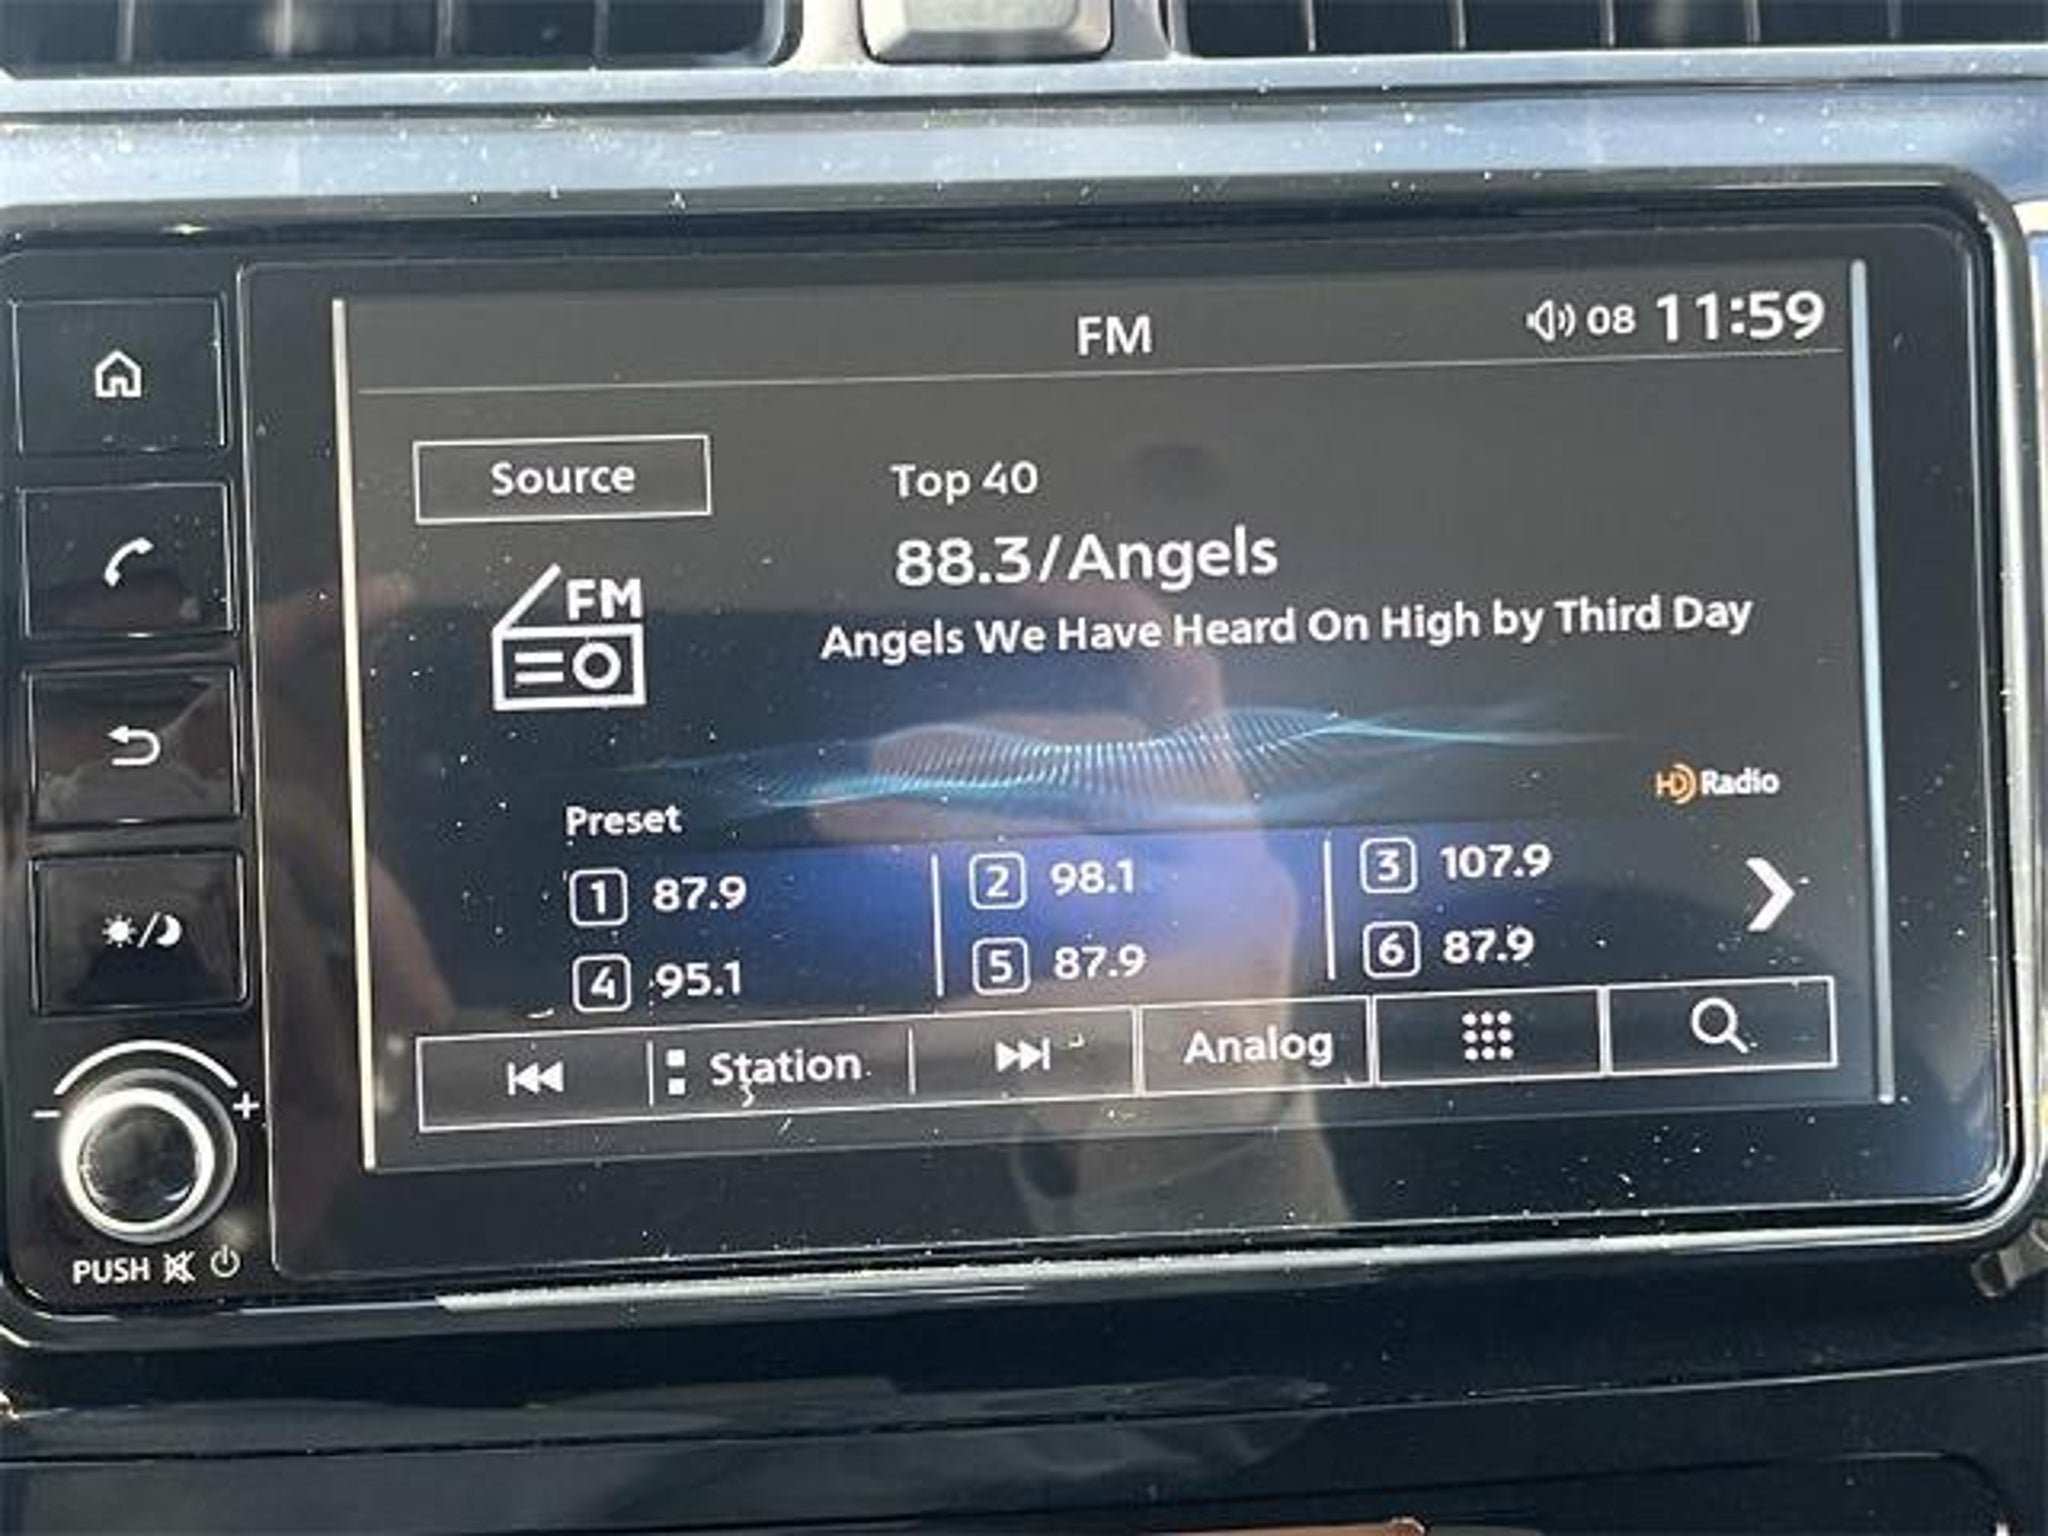 FM
08 11:59
Source
Top 40
88.3/Angels
FM
Angels We Have Heard On High by Third Day
HD Radio
Preset
1 87.9
2 98.1
3 107.9
4 95.1
5 87.9
6 87.9
Station
Analog
- +
PUSH